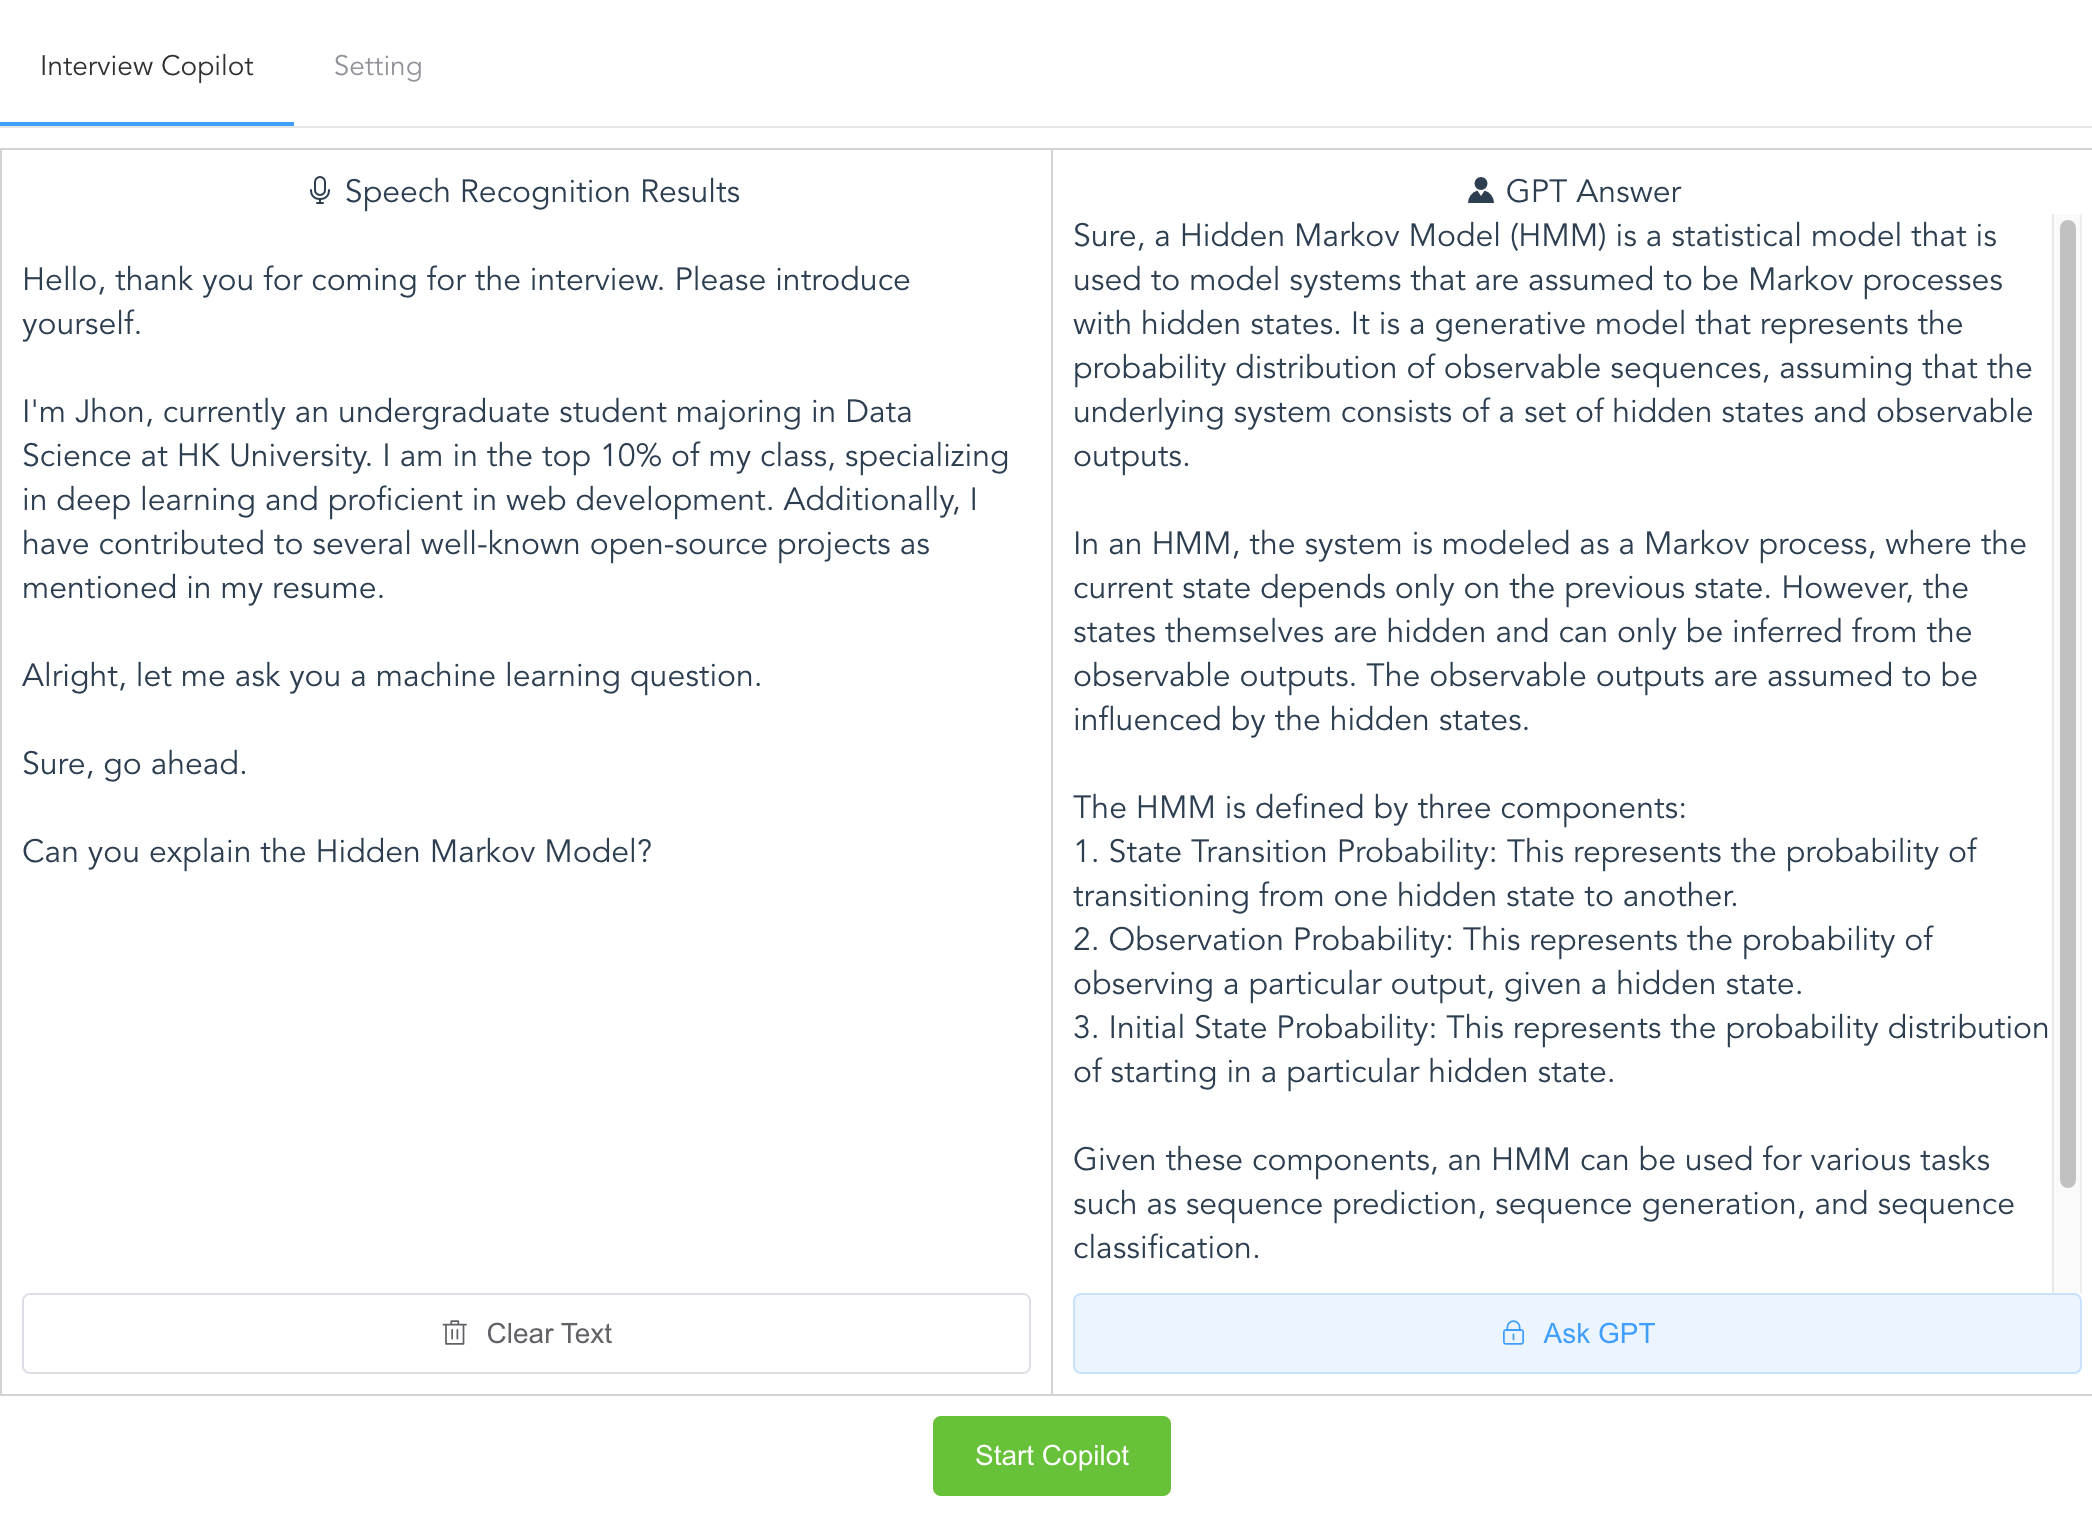 Interview Copilot
Setting
Speech Recognition Results
Hello, thank you for coming for the interview. Please introduce
yourself.
I'm Jhon, currently an undergraduate student majoring in Data
Science at HK University. I am in the top 10% of my class, specializing
in deep learning and proficient in web development. Additionally, I
have contributed to several well-known open-source projects as
mentioned in my resume.
Alright, let me ask you a machine learning question.
Sure, go ahead.
Can you explain the Hidden Markov Model?
Clear Text
GPT Answer
Sure, a Hidden Markov Model (HMM) is a statistical model that is
used to model systems that are assumed to be Markov processes
with hidden states. It is a generative model that represents the
probability distribution of observable sequences, assuming that the
underlying system consists of a set of hidden states and observable
outputs.
In an HMM, the system is modeled as a Markov process, where the
current state depends only on the previous state. However, the
states themselves are hidden and can only be inferred from the
observable outputs. The observable outputs are assumed to be
influenced by the hidden states.
The HMM is defined by three components:
1. State Transition Probability: This represents the probability of
transitioning from one hidden state to another.
2. Observation Probability: This represents the probability of
observing a particular output, given a hidden state.
3. Initial State Probability: This represents the probability distribution
of starting in a particular hidden state.
Given these components, an HMM can be used for various tasks
such as sequence prediction, sequence generation, and sequence
classification.
Ask GPT
Start Copilot